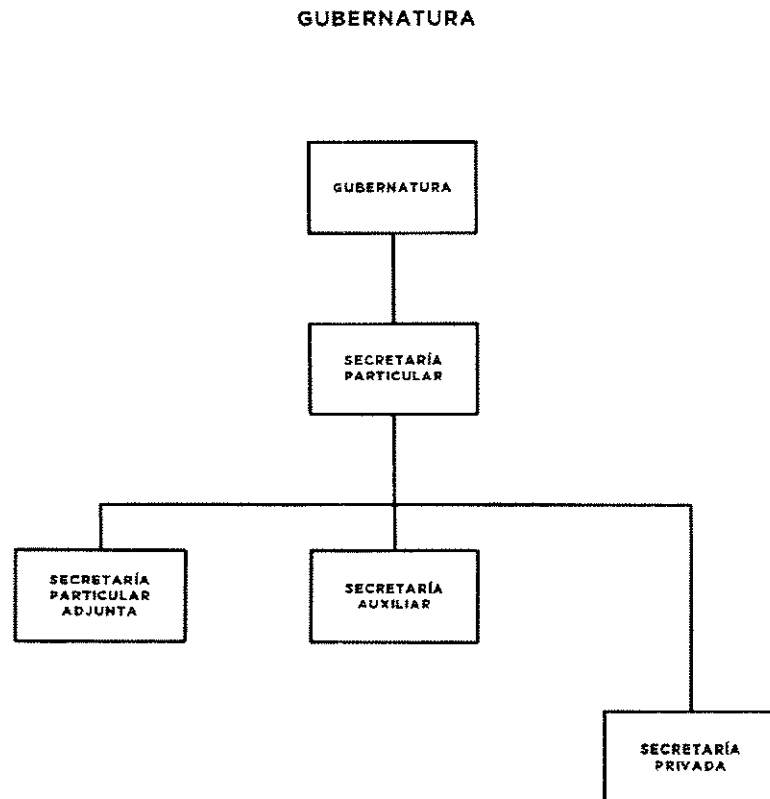 GUBERNATURA
GUBERNATURA
SECRETARÍA
PARTICULAR
SECRETARÍA
PARTICULAR
ADJUNTA
SECRETARÍA
AUXILIAR
SECRETARÍA
PRIVADA